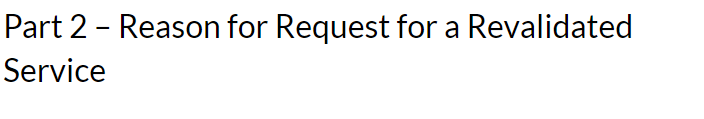 Part 2 – Reason for Request for a Revalidated
Service